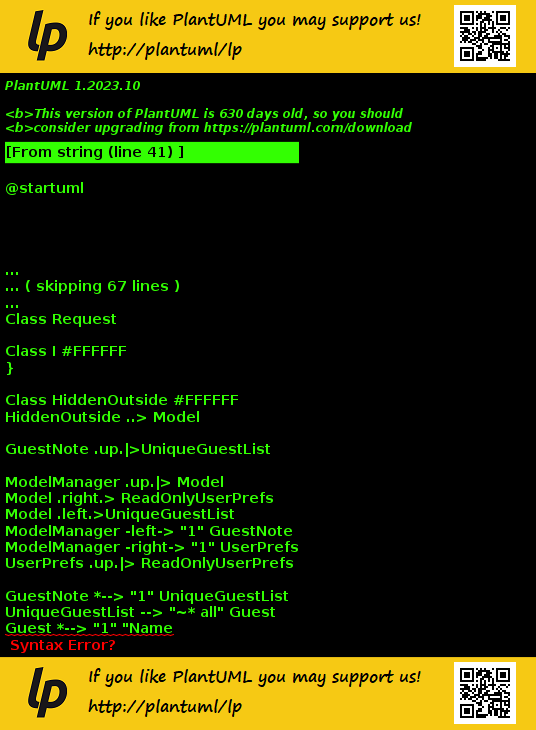 lp
If you like PlantUML you may support us!
http://plantuml/lp
PlantUML 1.2023.10
<b>This version of PlantUML is 630 days old, so you should
<b>consider upgrading from https://plantuml.com/download
[From string (line 41) ]
@startuml
...
... ( skipping 67 lines )
...
Class Request
Class I #FFFFFF
}
Class HiddenOutside #FFFFFF
HiddenOutside ..> Model
GuestNote .up.|>UniqueGuestList
ModelManager .up.|> Model
Model .right.> ReadOnlyUserPrefs
Model .left.>UniqueGuestList
ModelManager -left-> "1" GuestNote
ModelManager -right-> "1" UserPrefs
UserPrefs .up.|> ReadOnlyUserPrefs
GuestNote *--> "1" UniqueGuestList
UniqueGuestList --> "~* all" Guest
Guest *--> "1" "Name
Syntax Error?
lp
If you like PlantUML you may support us!
http://plantuml/lp